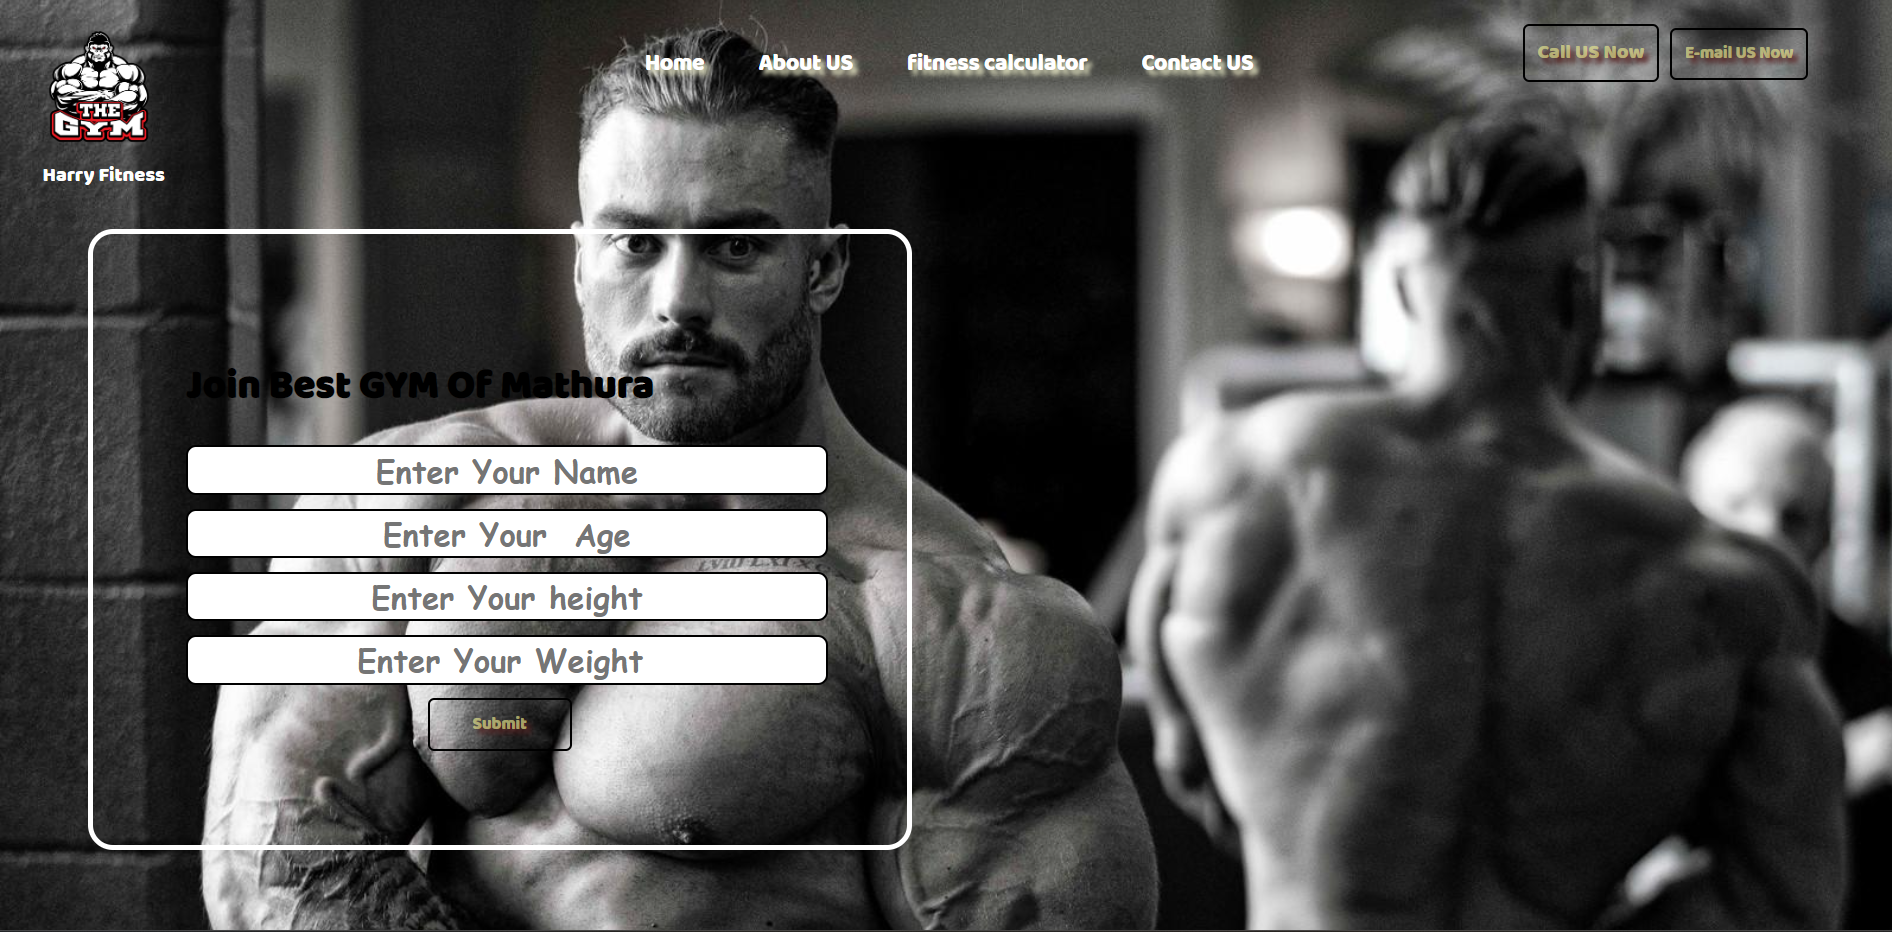 THE
GYM
Harry Fitness
Home About US fitness calculator Contact US
Call US Now E-mail US Now
Join Best GYM Of Mathura
Enter Your Name
Enter Your  Age
Enter Your height
Enter Your Weight
Submit